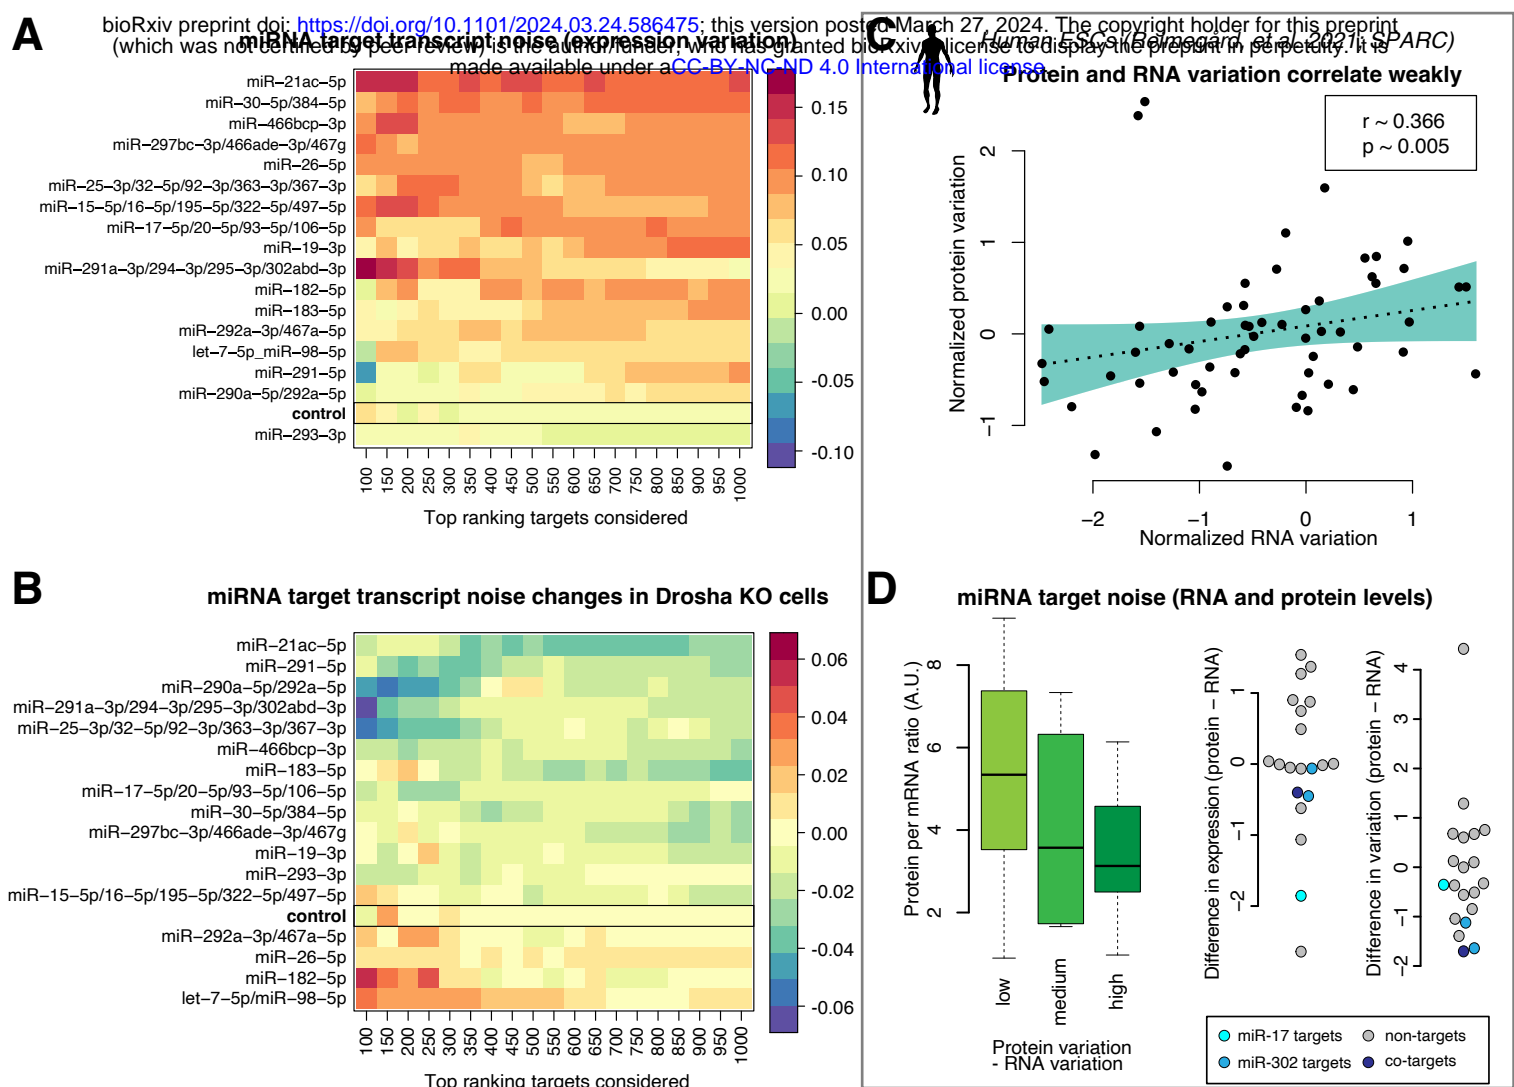 bioRxiv preprint doi: https://doi.org/10.1101/2024.03.24.586475; this version posted March 27, 2024. The copyright holder for this preprint
(which was not certified by peer review) is the author/funder, who has granted bioRxiv a license to display the preprint in perpetuity. It is
made available under aCC-BY-NC-ND 4.0 International license.
A
miRNA target transcript noise (expression variation)
miR−21ac−5p
miR−30−5p/384−5p
miR−466bcp−3p
miR−297bc−3p/466ade−3p/467g
miR−26−5p
miR−25−3p/32−5p/92−3p/363−3p/367−3p
miR−15−5p/16−5p/195−5p/322−5p/497−5p
miR−17−5p/20−5p/93−5p/106−5p
miR−19−3p
miR−291a−3p/294−3p/295−3p/302abd−3p
miR−182−5p
miR−183−5p
miR−292a−3p/467a−5p
let−7−5p_miR−98−5p
miR−291−5p
miR−290a−5p/292a−5p
control
miR−293−3p
0.15
0.10
0.05
0.00
-0.05
-0.10
100 150 200 250 300 350 400 450 500 550 600 650 700 750 800 850 900 950 1000
Top ranking targets considered
B
miRNA target transcript noise changes in Drosha KO cells
miR−21ac−5p
miR−291−5p
miR−290a−5p/292a−5p
miR−291a−3p/294−3p/295−3p/302abd−3p
miR−25−3p/32−5p/92−3p/363−3p/367−3p
miR−466bcp−3p
miR−183−5p
miR−17−5p/20−5p/93−5p/106−5p
miR−30−5p/384−5p
miR−297bc−3p/466ade−3p/467g
miR−19−3p
miR−293−3p
miR−15−5p/16−5p/195−5p/322−5p/497−5p
control
miR−292a−3p/467a−5p
miR−26−5p
miR−182−5p
let−7−5p/miR−98−5p
0.06
0.04
0.02
0.00
-0.02
-0.04
-0.06
100 150 200 250 300 350 400 450 500 550 600 650 700 750 800 850 900 950 1000
Top ranking targets considered
C
Human ESCs et al, 2021; SPARC)
Protein and RNA variation correlate weakly
r ~ 0.366
p ~ 0.005
Normalized protein variation
2
1
0
−1
−2 −1 0 1
Normalized RNA variation
D
miRNA target noise (RNA and protein levels)
Protein per mRNA ratio (A.U.)
8
6
4
2
low medium high
Protein variation
- RNA variation
Difference in expression (protein − RNA)
1
0
−1
−2
Difference in variation (protein − RNA)
4
3
2
1
0
−1
−2
miR-17 targets
non-targets
miR-302 targets
co-targets